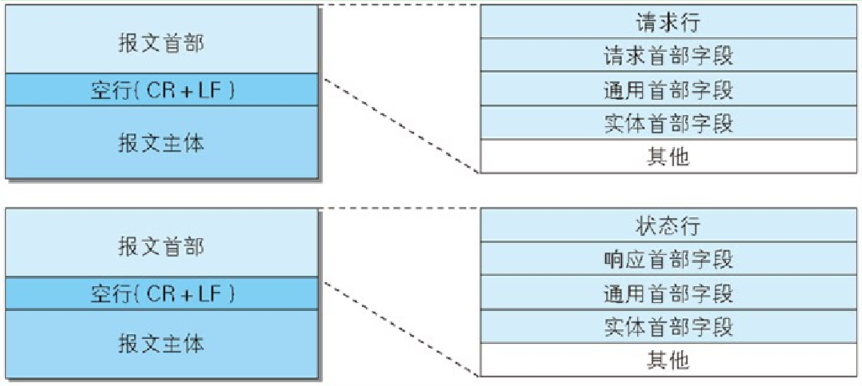 报文首部
空行( CR + LF )
报文主体
请求行
请求首部字段
通用首部字段
实体首部字段
其他
报文首部
空行( CR + LF )
报文主体
状态行
响应首部字段
通用首部字段
实体首部字段
其他